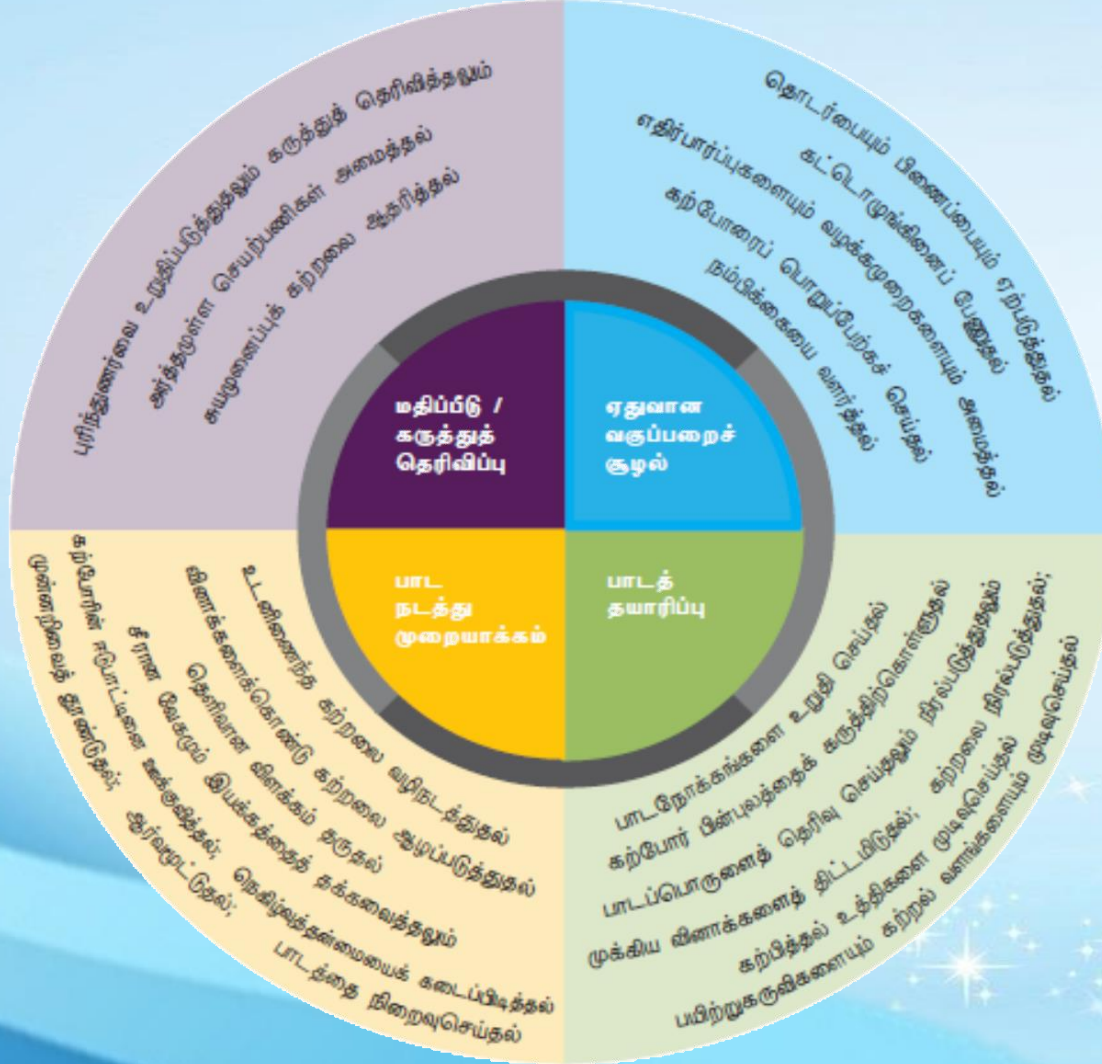 புரிந்துணர்வை உறுதிப்படுத்துதலும் கருத்துத் தெரிவித்தலும்
அர்த்தமுள்ள செயற்பணிகள் அமைத்தல்
சுயமுனைப்புக் கற்றலை ஆதரித்தல்
தொடர்பையும் பிணைப்பையும் ஏற்படுத்துதல்
கட்டொழுங்கினைப் பேணுதல்
எதிர்பார்ப்புகளையும் வழக்கமுறைகளையும் அமைத்தல்
கற்போரைப் பொறுப்பேற்கச் செய்தல்
நம்பிக்கையை வளர்த்தல்
மதிப்பீடு /
கருத்துத்
தெரிவிப்பு
ஏதுவான
வகுப்பறைச்
சூழல்
பாட
நடத்து
முறையாக்கம்
பாடத்
தயாரிப்பு
உடனிணைந்த கற்றலை வழிநடத்துதல்
வினாக்களைக்கொண்டு கற்றலை ஆழப்படுத்துதல்
தெளிவான விளக்கம் தருதல்
சீரான வேகமும் இயக்கத்தைத் தக்கவைத்தலும்
கற்போரின் ஈடுபாட்டினை ஊக்குவித்தல்; நெகிழ்வுத்தன்மையைக் கடைப்பிடித்தல்
முன்னறிவைத் தூண்டுதல்; ஆர்வமூட்டுதல்; பாடத்தை நிறைவுசெய்தல்
பாடநோக்கங்களை உறுதி செய்தல்
கற்போர் பின்புலத்தைக் கருத்திற்கொள்ளுதல்
பாடப்பொருளைத் தெரிவு செய்தலும் நிரல்படுத்துதலும்
முக்கிய வினாக்களைத் திட்டமிடுதல்; கற்றலை நிரல்படுத்துதல்;
கற்பித்தல் உத்திகளை முடிவுசெய்தல்
பயிற்றுகருவிகளையும் கற்றல் வளங்களையும் முடிவுசெய்தல்